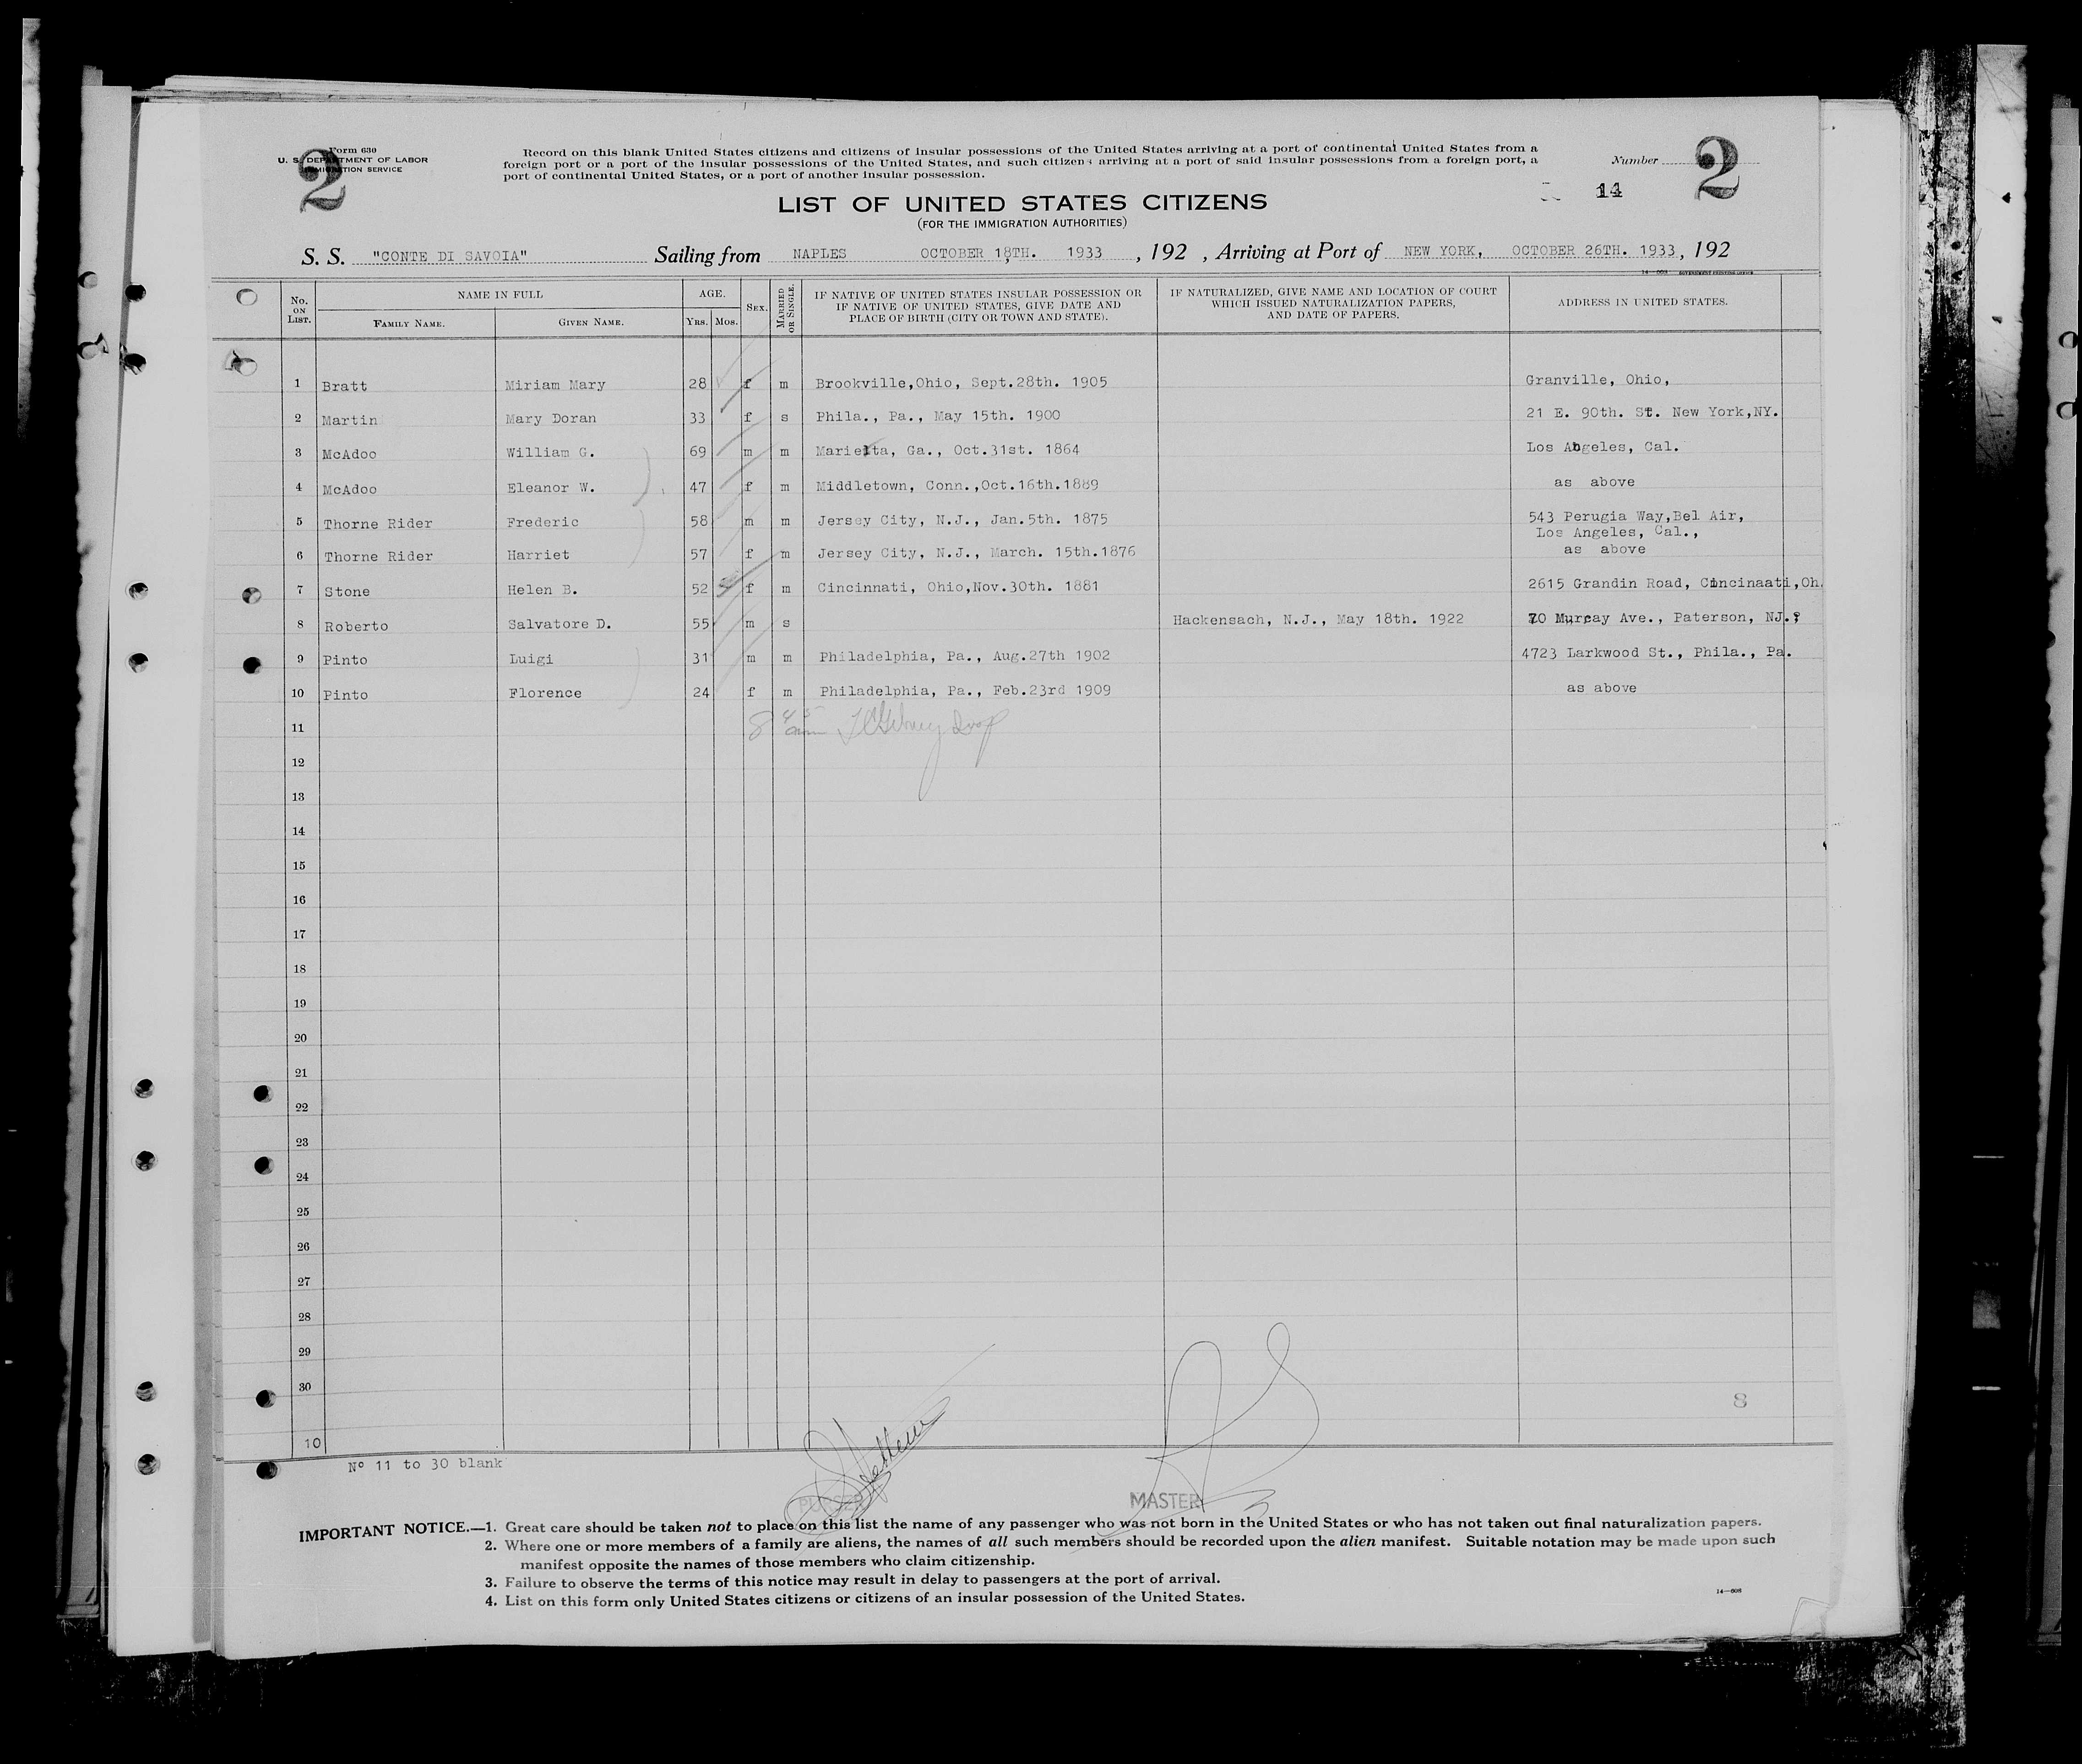 Form 630
U. S. DEPARTMENT OF LABOR
IMMIGRATION SERVICE
2
Record on this blank United States citizens and citizens of insular possessions of the United States arriving at a port of continental United States from a
foreign port or a port of the insular possessions of the United States, and such citizens arriving at a port of said insular possessions from a foreign port, a
port of continental United States, or a port of another insular possession.
Number
2
14
LIST OF UNITED STATES CITIZENS
(FOR THE IMMIGRATION AUTHORITIES)
S. S. "CONTE DI SAVOIA" Sailing from NAPLES OCTOBER 18TH. 1933, 192 , Arriving at Port of NEW YORK, OCTOBER 26TH. 1933, 192
14—608 GOVERNMENT PRINTING OFFICE
No. ON LIST. NAME IN FULL FAMILY NAME. GIVEN NAME. AGE. YRS. MOS. SEX. MARRIED OR SINGLE.
IF NATIVE OF UNITED STATES INSULAR POSSESSION OR
IF NATIVE OF UNITED STATES, GIVE DATE AND
PLACE OF BIRTH (CITY OR TOWN AND STATE).
IF NATURALIZED, GIVE NAME AND LOCATION OF COURT
WHICH ISSUED NATURALIZATION PAPERS,
AND DATE OF PAPERS.
ADDRESS IN UNITED STATES.
1 Bratt Miriam Mary 28 f m Brookville,Ohio, Sept.28th. 1905 Granville, Ohio,
2 Martin Mary Doran 33 f s Phila., Pa., May 15th. 1900 21 E. 90th. St. New York,NY.
3 McAdoo William G. 69 m m Marietta, Ga., Oct.31st. 1864 Los Angeles, Cal.
4 McAdoo Eleanor W. 47 f m Middletown, Conn.,Oct.16th.1889 as above
5 Thorne Rider Frederic 58 m m Jersey City, N.J., Jan.5th. 1875 543 Perugia Way,Bel Air,
Los Angeles, Cal.,
6 Thorne Rider Harriet 57 f m Jersey City, N.J., March. 15th.1876 as above
7 Stone Helen B. 52 f m Cincinnati, Ohio,Nov.30th. 1881 2615 Grandin Road, Cincinaati,Oh.
8 Roberto Salvatore D. 55 m s Hackensach, N.J., May 18th. 1922 70 Murray Ave., Paterson, NJ.
9 Pinto Luigi 31 m m Philadelphia, Pa., Aug.27th 1902 4723 Larkwood St., Phila., Pa.
10 Pinto Florence 24 f m Philadelphia, Pa., Feb.23rd 1909 as above
11 8 45
12
13
14
15
16
17
18
19
20
21
22
23
24
25
26
27
28
29
30
8
10
Nº 11 to 30 blank
PURSER
MASTER
IMPORTANT NOTICE.—1. Great care should be taken not to place on this list the name of any passenger who was not born in the United States or who has not taken out final naturalization papers.
2. Where one or more members of a family are aliens, the names of all such members should be recorded upon the alien manifest. Suitable notation may be made upon such
manifest opposite the names of those members who claim citizenship.
3. Failure to observe the terms of this notice may result in delay to passengers at the port of arrival.
4. List on this form only United States citizens or citizens of an insular possession of the United States.
14—608